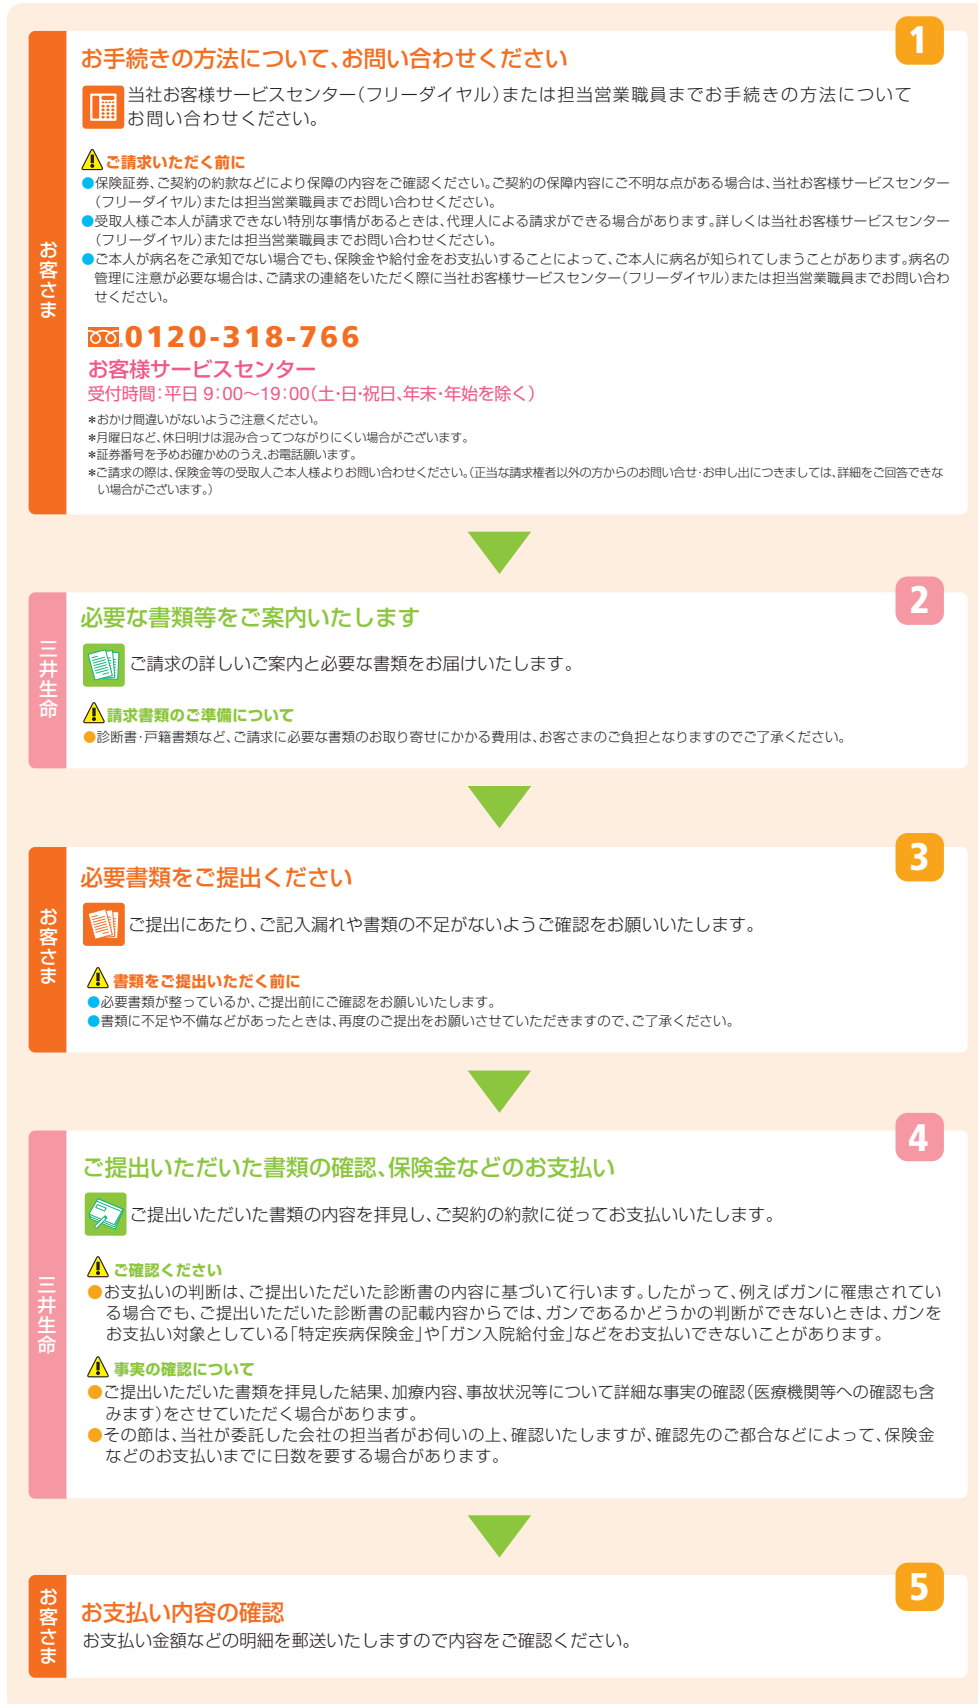 1
お客さま
お手続きの方法について、お問い合わせください
当社お客様サービスセンター(フリーダイヤル)または担当営業職員までお手続きの方法について
お問い合わせください。
ご請求いただく前に
●保険証券、ご契約の約款などにより保障の内容をご確認ください。ご契約の保障内容にご不明な点がある場合は、当社お客様サービスセンター
(フリーダイヤル)または担当営業職員までお問い合わせください。
●受取人様ご本人が請求できない特別な事情があるときは、代理人による請求ができる場合があります。詳しくは当社お客様サービスセンター
(フリーダイヤル)または担当営業職員までお問い合わせください。
●ご本人が病名をご承知でない場合でも、保険金や給付金をお支払いすることによって、ご本人に病名が知られてしまうことがあります。病名の
管理に注意が必要な場合は、ご請求の連絡をいただく際に当社お客様サービスセンター(フリーダイヤル)または担当営業職員までお問い合わ
せください。
0120-318-766
お客様サービスセンター
受付時間:平日 9:00〜19:00(土・日・祝日、年末・年始を除く)
*おかけ間違いがないようご注意ください。
*月曜日など、休日明けは混み合ってつながりにくい場合がございます。
*証券番号を予めお確かめのうえ、お電話願います。
*ご請求の際は、保険金等の受取人ご本人様よりお問い合わせください。(正当な請求権者以外の方からのお問い合せ・お申し出につきましては、詳細をご回答できな
い場合がございます。)
2
三井生命
必要な書類等をご案内いたします
ご請求の詳しいご案内と必要な書類をお届けいたします。
請求書類のご準備について
●診断書・戸籍書類など、ご請求に必要な書類のお取り寄せにかかる費用は、お客さまのご負担となりますのでご了承ください。
3
お客さま
必要書類をご提出ください
ご提出にあたり、ご記入漏れや書類の不足がないようご確認をお願いいたします。
書類をご提出いただく前に
●必要書類が整っているか、ご提出前にご確認をお願いいたします。
●書類に不足や不備などがあったときは、再度のご提出をお願いさせていただきますので、ご了承ください。
4
三井生命
ご提出いただいた書類の確認、保険金などのお支払い
ご提出いただいた書類の内容を拝見し、ご契約の約款に従ってお支払いいたします。
ご確認ください
●お支払いの判断は、ご提出いただいた診断書の内容に基づいて行います。したがって、例えばガンに罹患されてい
る場合でも、ご提出いただいた診断書の記載内容からでは、ガンであるかどうかの判断ができないときは、ガンを
お支払い対象としている「特定疾病保険金」や「ガン入院給付金」などをお支払いできないことがあります。
事実の確認について
●ご提出いただいた書類を拝見した結果、加療内容、事故状況等について詳細な事実の確認(医療機関等への確認も含
みます)をさせていただく場合があります。
●その節は、当社が委託した会社の担当者がお伺いの上、確認いたしますが、確認先のご都合などによって、保険金
などのお支払いまでに日数を要する場合があります。
5
お客さま
お支払い内容の確認
お支払い金額などの明細を郵送いたしますので内容をご確認ください。